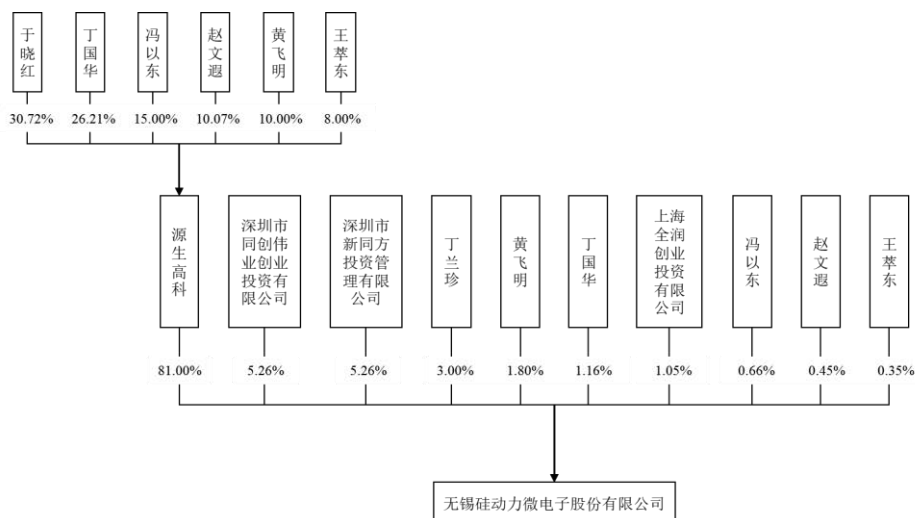 于晓红
丁国华
冯以东
赵文遐
黄飞明
王萃东
30.72%
26.21%
15.00%
10.07%
10.00%
8.00%
源生高科
深圳市
同创伟
业创业
投资有
限公司
深圳市
新同方
投资管
理有限
公司
丁兰珍
黄飞明
丁国华
上海
全润
创业
投资
有限
公司
冯以东
赵文遐
王萃东
81.00%
5.26%
5.26%
3.00%
1.80%
1.16%
1.05%
0.66%
0.45%
0.35%
无锡硅动力微电子股份有限公司